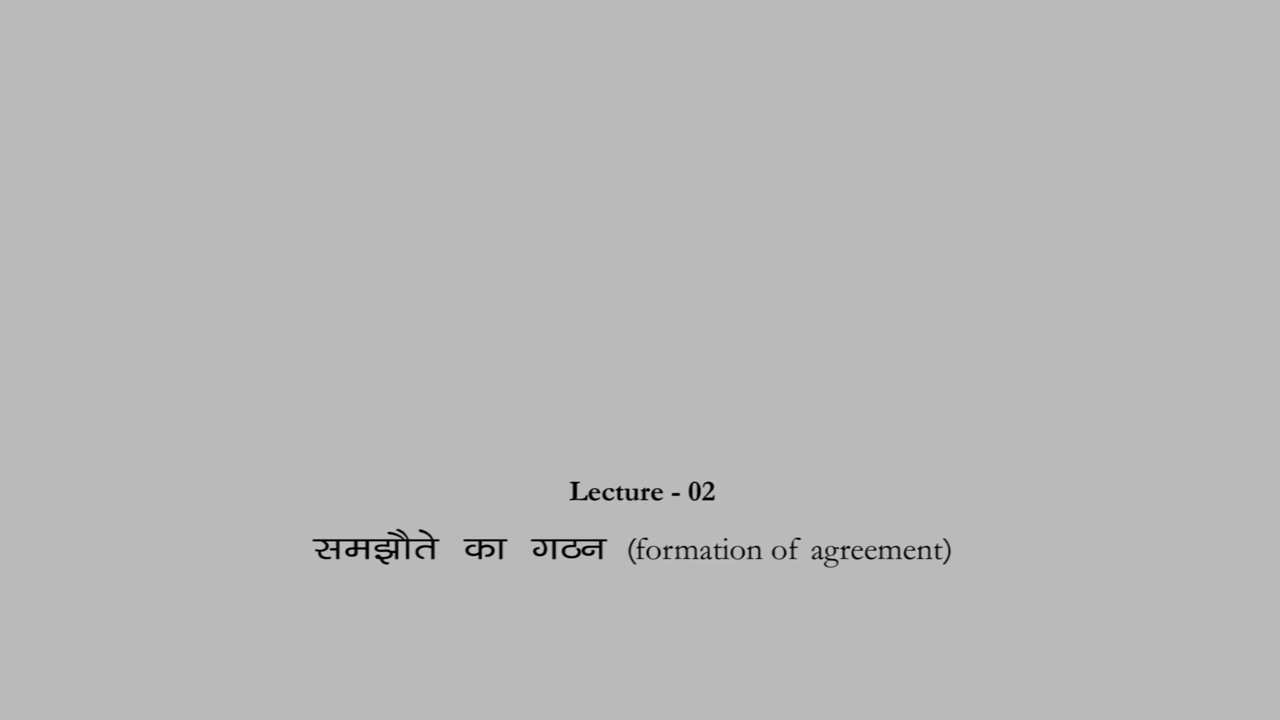 Lecture - 02
समझौते का गठन (formation of agreement)